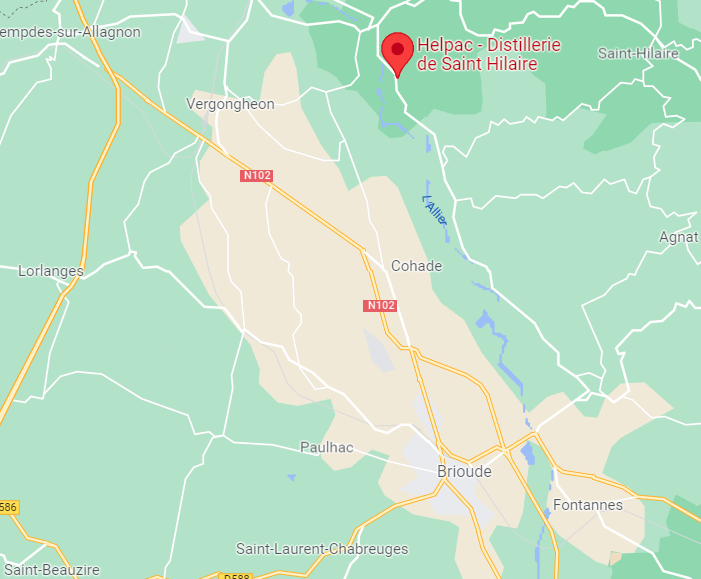 empdes-sur-Allagnon
Helpac - Distillerie
de Saint Hilaire
Saint-Hilaire
Vergongheon
N102
L'Allier
Agnat
Cohade
Lorlanges
N102
Paulhac
Brioude
Fontannes
586
Saint-Laurent-Chabreuges
Saint-Beauzire
D588